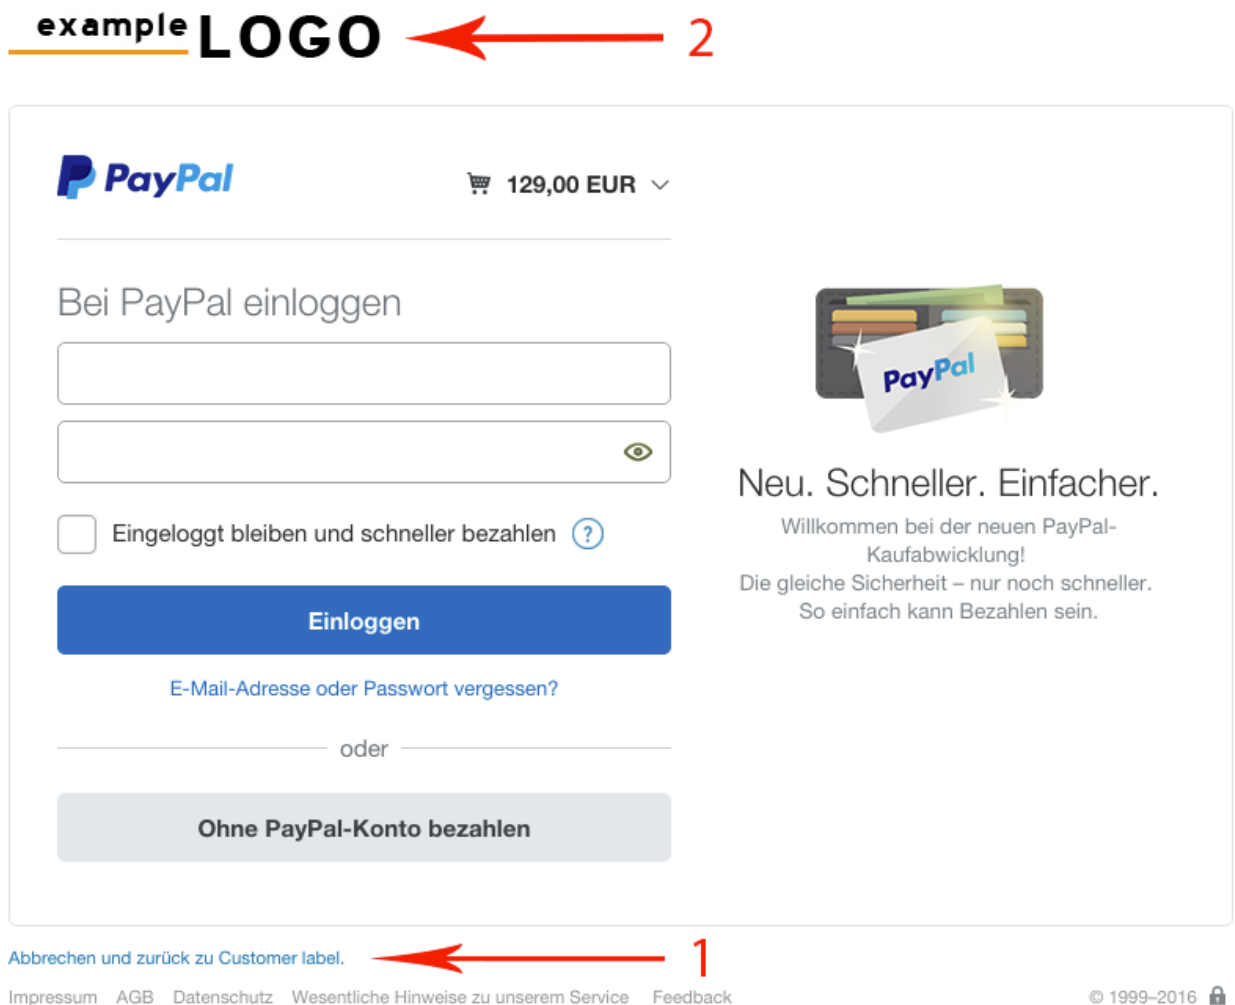 example LOGO
2
PayPal
129,00 EUR
Bei PayPal einloggen
Eingeloggt bleiben und schneller bezahlen ?
Einloggen
E-Mail-Adresse oder Passwort vergessen?
oder
Ohne PayPal-Konto bezahlen
PayPal
Neu. Schneller. Einfacher.
Willkommen bei der neuen PayPal-
Kaufabwicklung!
Die gleiche Sicherheit – nur noch schneller.
So einfach kann Bezahlen sein.
Abbrechen und zurück zu Customer label.
1
Impressum AGB Datenschutz Wesentliche Hinweise zu unserem Service Feedback
© 1999–2016